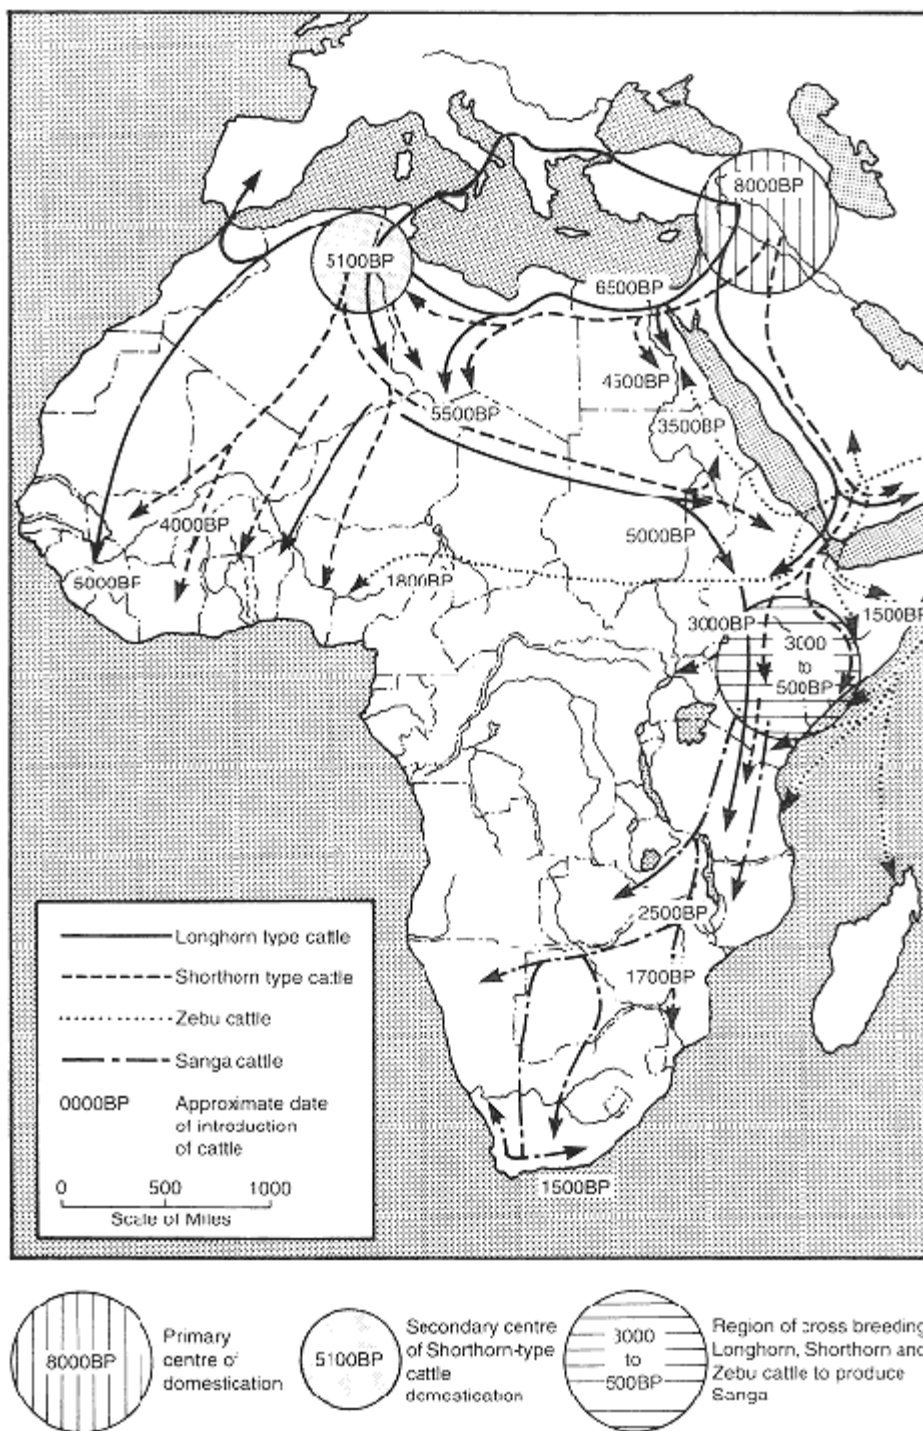 8000BP
5100BP
6500BP
4500BP
5500BP
3500BP
4000BP
5000BP
5000BP
1800BP
1500BP
3000BP
3000
to
500BP
2500BP
1700BP
1500BP
Longhorn type cattle
Shorthorn type cattle
Zebu cattle
Sanga cattle
0000BP Approximate date
of introduction
of cattle
0 500 1000
Scale of Miles
8000BP
Primary
centre of
domestication
5100BP
Secondary centre
of Shorthorn-type
cattle
domestication
3000
to
500BP
Region of cross breeding
Longhorn, Shorthorn and
Zebu cattle to produce
Sanga